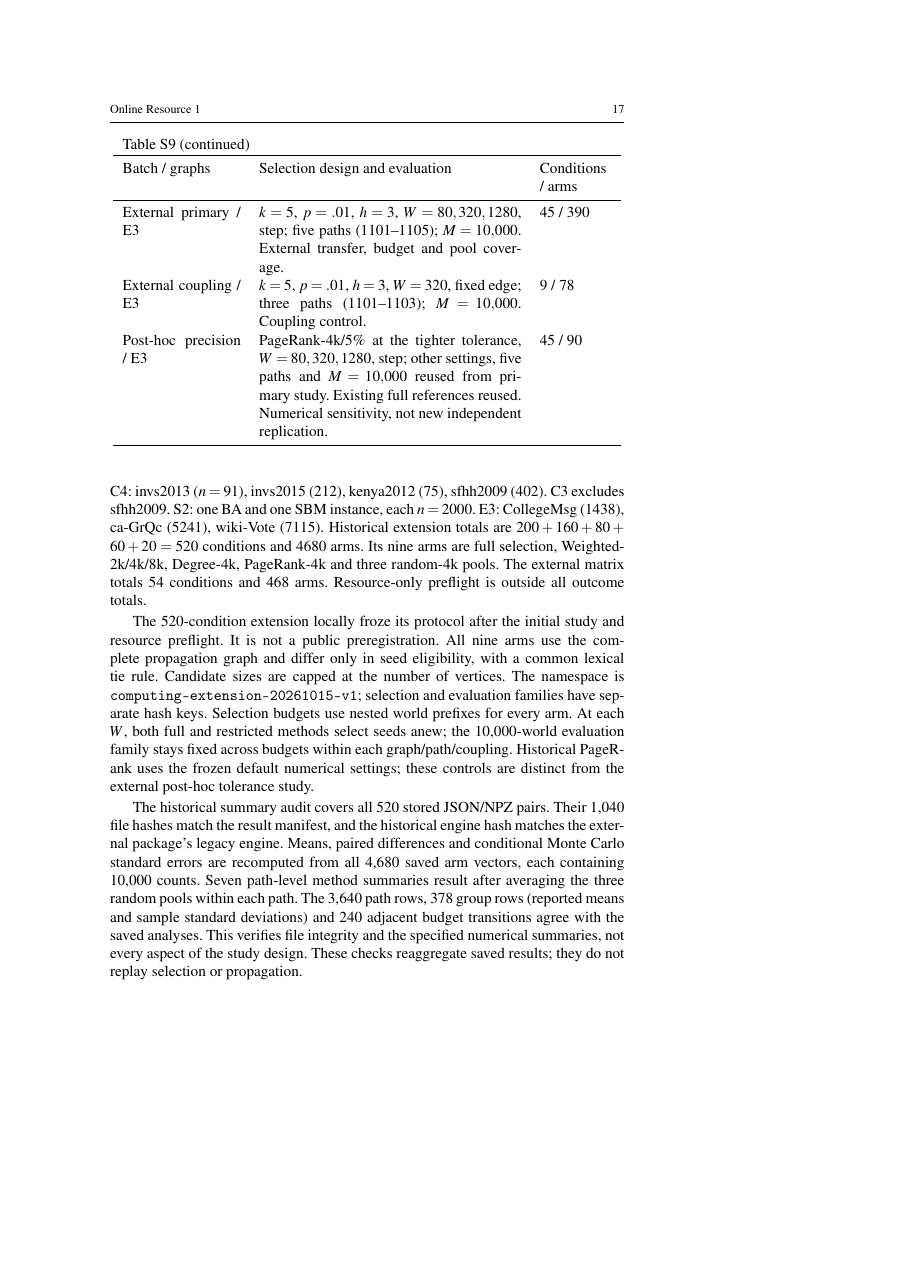 Online Resource 1 17
Table S9 (continued)
Batch / graphs Selection design and evaluation Conditions
/ arms
External primary / k = 5, p = .01, h = 3, W = 80,320,1280, 45 / 390
E3 step; five paths (1101–1105); M = 10,000.
External transfer, budget and pool cover-
age.
External coupling / k = 5, p = .01, h = 3, W = 320, fixed edge; 9 / 78
E3 three paths (1101–1103); M = 10,000.
Coupling control.
Post-hoc precision PageRank-4k/5% at the tighter tolerance, 45 / 90
/ E3 W = 80,320,1280, step; other settings, five
paths and M = 10,000 reused from pri-
mary study. Existing full references reused.
Numerical sensitivity, not new independent
replication.
C4: invs2013 (n = 91), invs2015 (212), kenya2012 (75), sfhh2009 (402). C3 excludes
sfhh2009. S2: one BA and one SBM instance, each n = 2000. E3: CollegeMsg (1438),
ca-GrQc (5241), wiki-Vote (7115). Historical extension totals are 200 + 160 + 80 +
60 + 20 = 520 conditions and 4680 arms. Its nine arms are full selection, Weighted-
2k/4k/8k, Degree-4k, PageRank-4k and three random-4k pools. The external matrix
totals 54 conditions and 468 arms. Resource-only preflight is outside all outcome
totals.
The 520-condition extension locally froze its protocol after the initial study and
resource preflight. It is not a public preregistration. All nine arms use the com-
plete propagation graph and differ only in seed eligibility, with a common lexical
tie rule. Candidate sizes are capped at the number of vertices. The namespace is
computing-extension-20261015-v1; selection and evaluation families have sep-
arate hash keys. Selection budgets use nested world prefixes for every arm. At each
W, both full and restricted methods select seeds anew; the 10,000-world evaluation
family stays fixed across budgets within each graph/path/coupling. Historical PageR-
ank uses the frozen default numerical settings; these controls are distinct from the
external post-hoc tolerance study.
The historical summary audit covers all 520 stored JSON/NPZ pairs. Their 1,040
file hashes match the result manifest, and the historical engine hash matches the exter-
nal package's legacy engine. Means, paired differences and conditional Monte Carlo
standard errors are recomputed from all 4,680 saved arm vectors, each containing
10,000 counts. Seven path-level method summaries result after averaging the three
random pools within each path. The 3,640 path rows, 378 group rows (reported means
and sample standard deviations) and 240 adjacent budget transitions agree with the
saved analyses. This verifies file integrity and the specified numerical summaries, not
every aspect of the study design. These checks reaggregate saved results; they do not
replay selection or propagation.